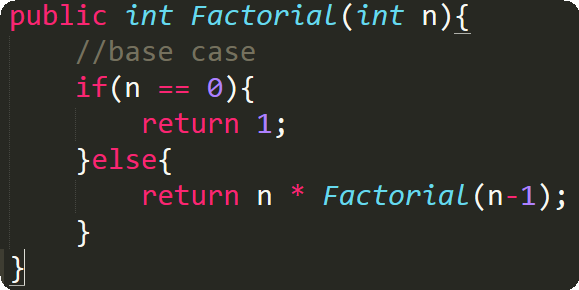 public int Factorial(int n){
    //base case
    if(n == 0){
        return 1;
    }else{
        return n * Factorial(n-1);
    }
}